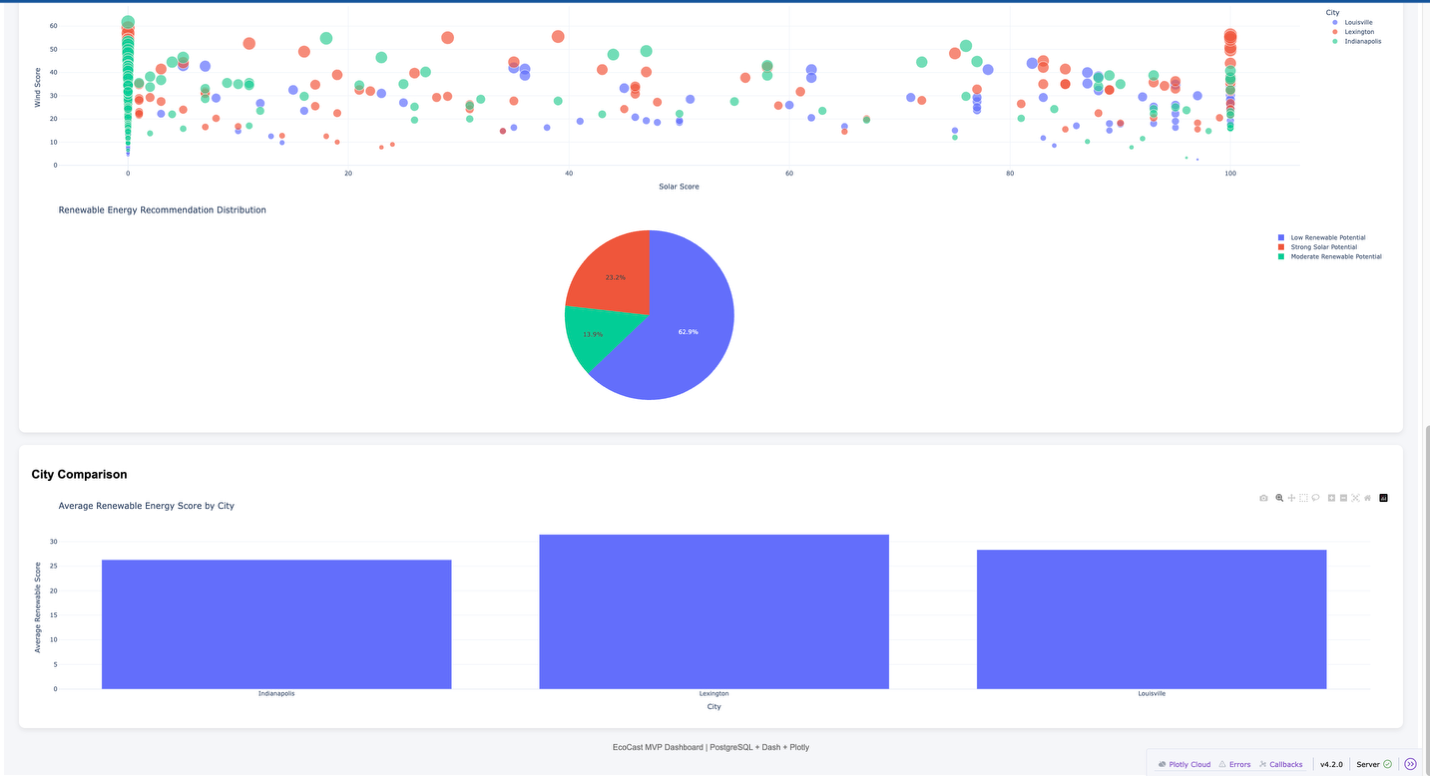 City
Louisville
Lexington
Indianapolis
Wind Score
60
50
40
30
20
10
0
0
20
40
60
80
100
Solar Score
Renewable Energy Recommendation Distribution
Low Renewable Potential
Strong Solar Potential
Moderate Renewable Potential
23.2%
13.9%
62.9%
City Comparison
Average Renewable Energy Score by City
Average Renewable Score
30
25
20
15
10
5
0
Indianapolis
Lexington
Louisville
City
EcoCast MVP Dashboard | PostgreSQL + Dash + Plotly
Plotly Cloud Errors Callbacks v4.2.0 Server